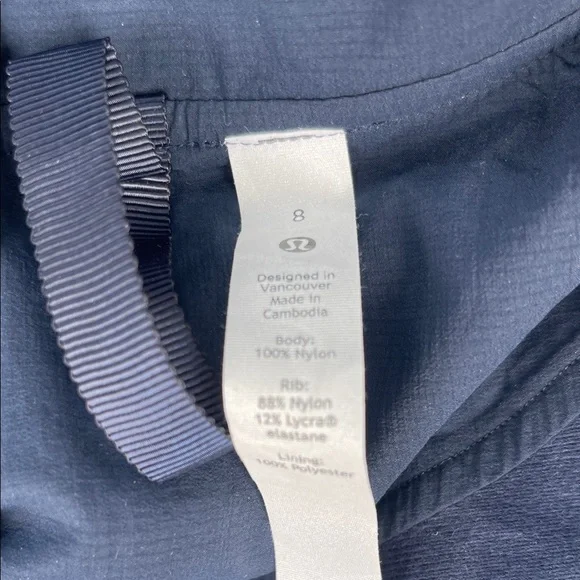 8
Designed in
Vancouver
Made in
Cambodia
Body:
100% Nylon
Rib:
88% Nylon
12% Lycra®
elastane
Lining:
100% Polyester